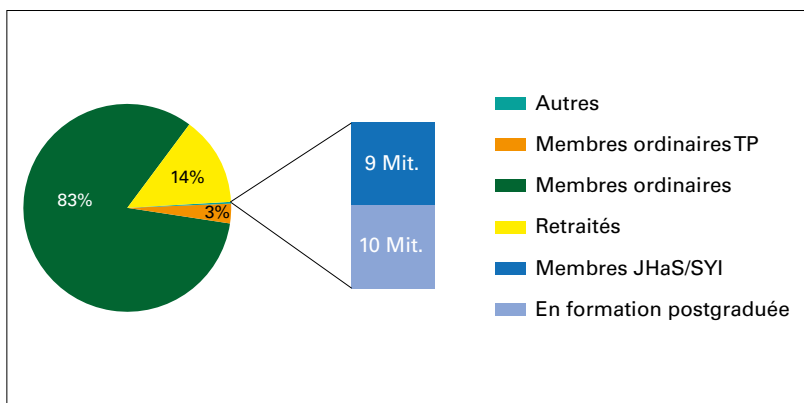 83%
14%
3%
9 Mit.
10 Mit.
Autres
Membres ordinaires TP
Membres ordinaires
Retraités
Membres JHaS/SYI
En formation postgraduée